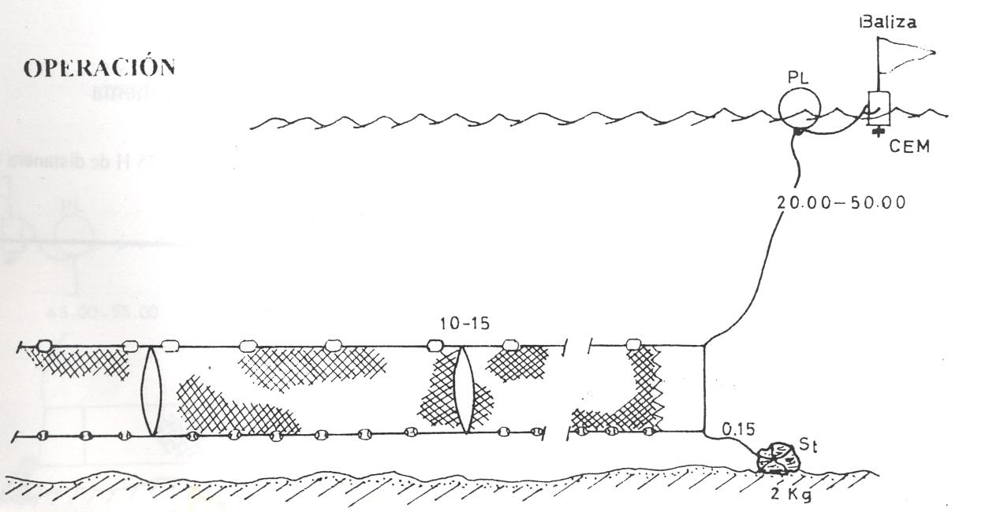 Baliza
OPERACIÓN
PL
CEM
20.00-50.00
10-15
0.15
St
2 Kg